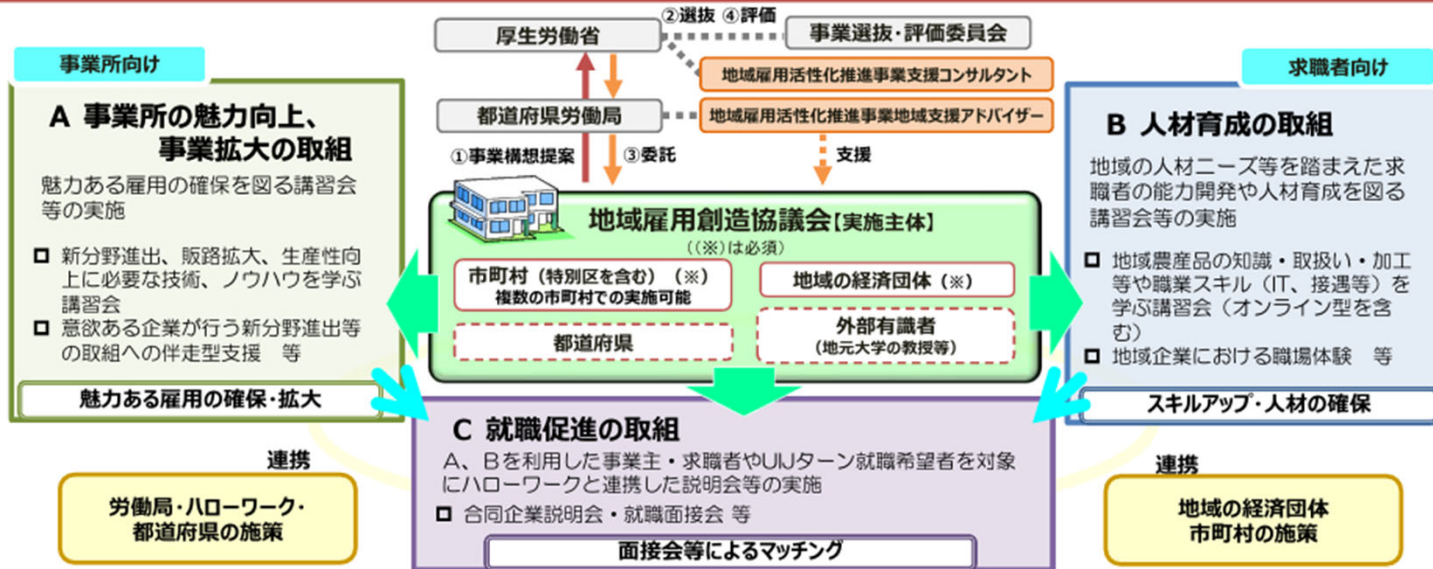 ②選抜 ④評価
厚生労働省
事業選抜・評価委員会
地域雇用活性化推進事業支援コンサルタント
都道府県労働局
地域雇用活性化推進事業地域支援アドバイザー
①事業構想提案
③委託
支援
事業所向け
A 事業所の魅力向上、
事業拡大の取組
魅力ある雇用の確保を図る講習会
等の実施
□ 新分野進出、販路拡大、生産性向
上に必要な技術、ノウハウを学ぶ
講習会
□ 意欲ある企業が行う新分野進出等
の取組への伴走型支援 等
魅力ある雇用の確保・拡大
地域雇用創造協議会【実施主体】
((※)は必須)
市町村（特別区を含む）（※）
複数の市町村での実施可能
地域の経済団体（※）
都道府県
外部有識者
(地元大学の教授等)
求職者向け
B 人材育成の取組
地域の人材ニーズ等を踏まえた求
職者の能力開発や人材育成を図る
講習会等の実施
□ 地域農産品の知識・取扱い・加工
等や職業スキル（IT、接遇等）を
学ぶ講習会（オンライン型を含
む）
□ 地域企業における職場体験 等
スキルアップ・人材の確保
C 就職促進の取組
A、Bを利用した事業主・求職者やUIJターン就職希望者を対象
にハローワークと連携した説明会等の実施
□ 合同企業説明会・就職面接会 等
面接会等によるマッチング
連携
労働局・ハローワーク・
都道府県の施策
連携
地域の経済団体
市町村の施策